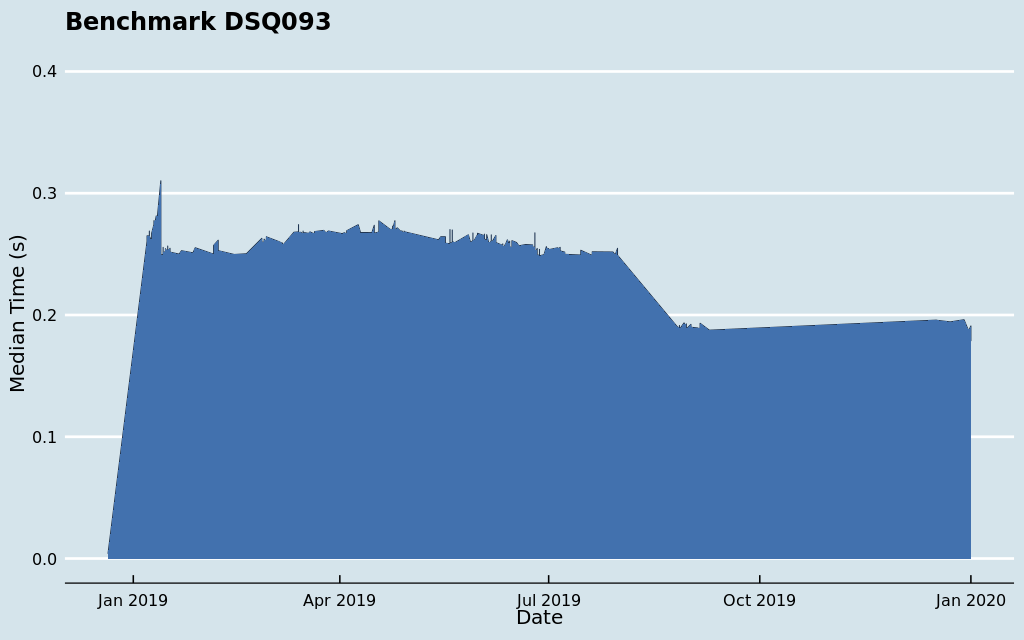 Benchmark DSQ093
Median Time (s)
0.4
0.3
0.2
0.1
0.0
Jan 2019
Apr 2019
Jul 2019
Oct 2019
Jan 2020
Date